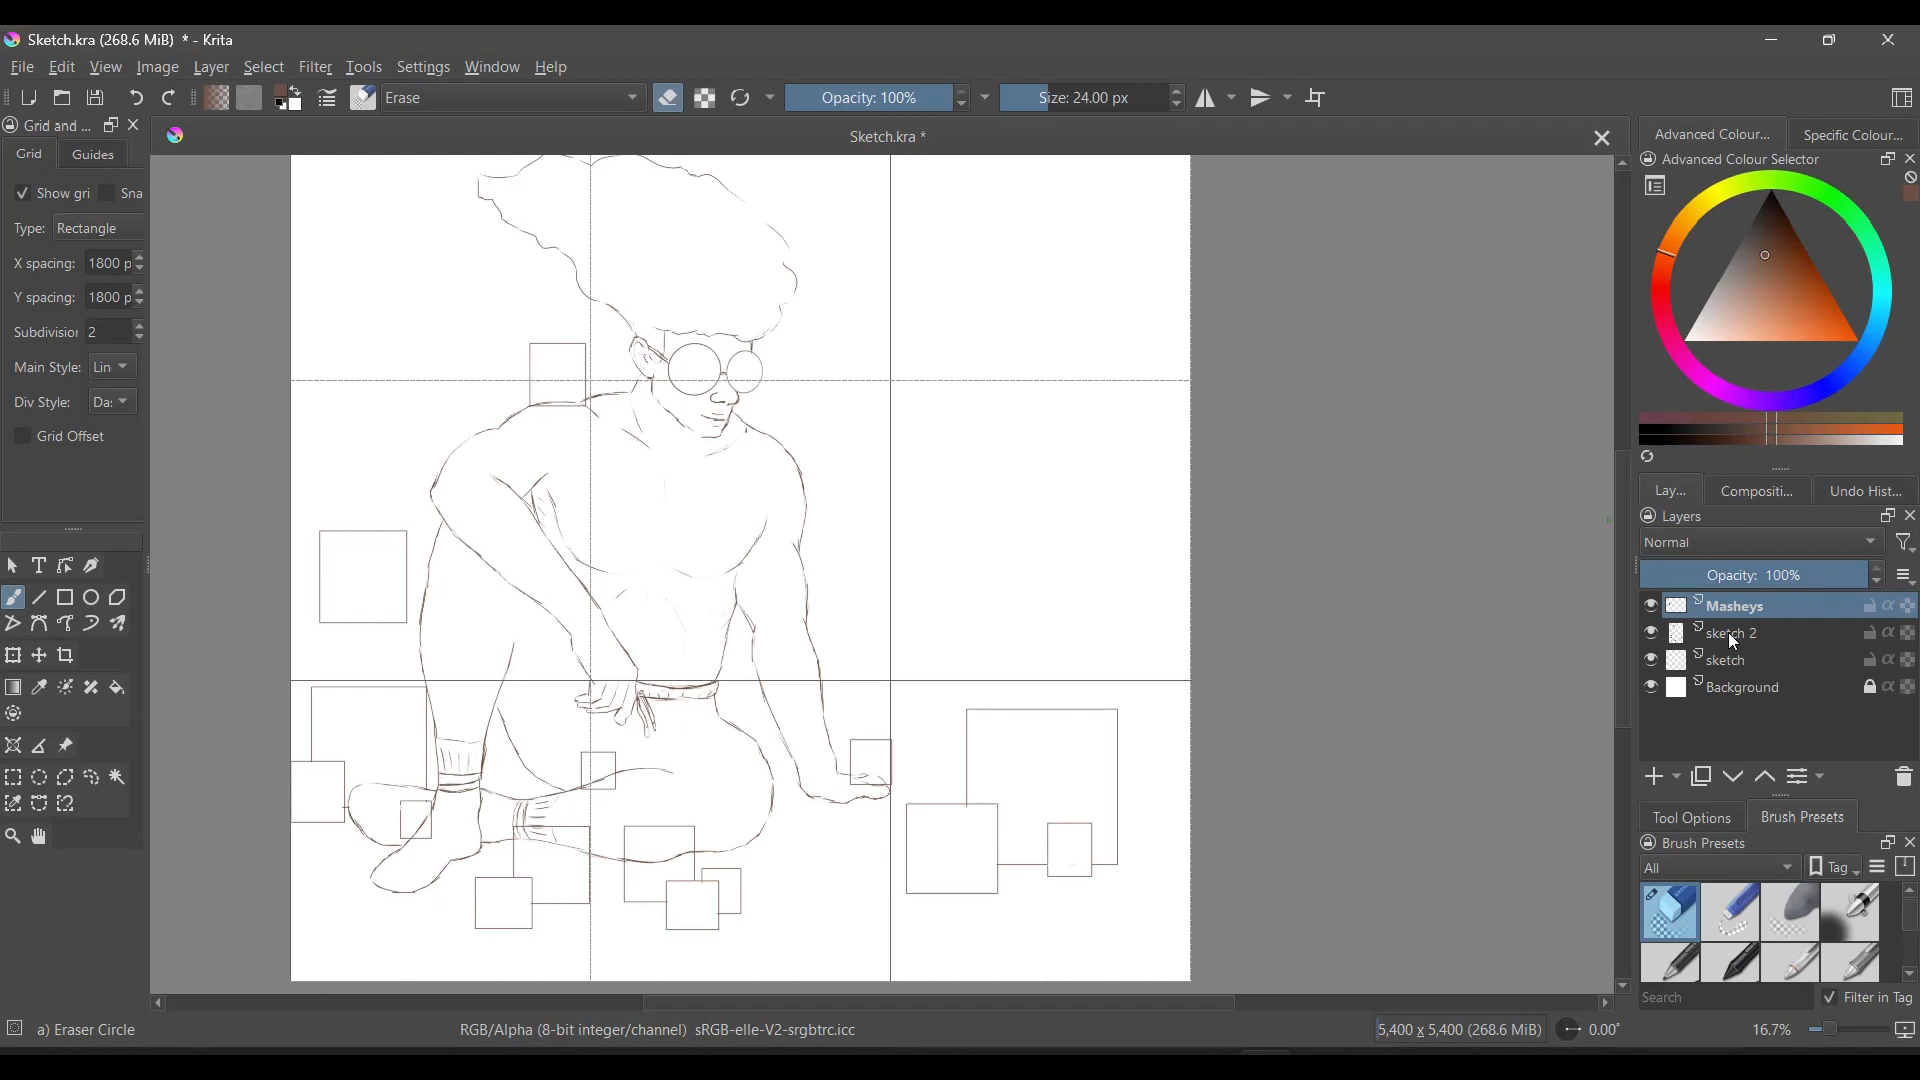 Sketch.kra (268.6 MiB) * - Krita
File Edit View Image Layer Select Filter Tools Settings Window Help
Erase Opacity: 100% Size: 24.00 px
Grid and ... Sketch.kra * Advanced Colour... Specific Colour...
Grid Guides Advanced Colour Selector
Show gri Sna
Type: Rectangle
X spacing: 1800 p
Y spacing: 1800 p
Subdivision 2
Main Style: Lin
Div Style: Da:
Grid Offset
Lay... Compositi... Undo Hist...
Layers
Normal
Opacity: 100%
Masheys
sketch 2
sketch
Background
Tool Options Brush Presets
Brush Presets
All Tag
Search Filter in Tag
a) Eraser Circle RGB/Alpha (8-bit integer/channel) sRGB-elle-V2-srgbtrc.icc 5,400 x 5,400 (268.6 MiB) 0.00° 16.7%